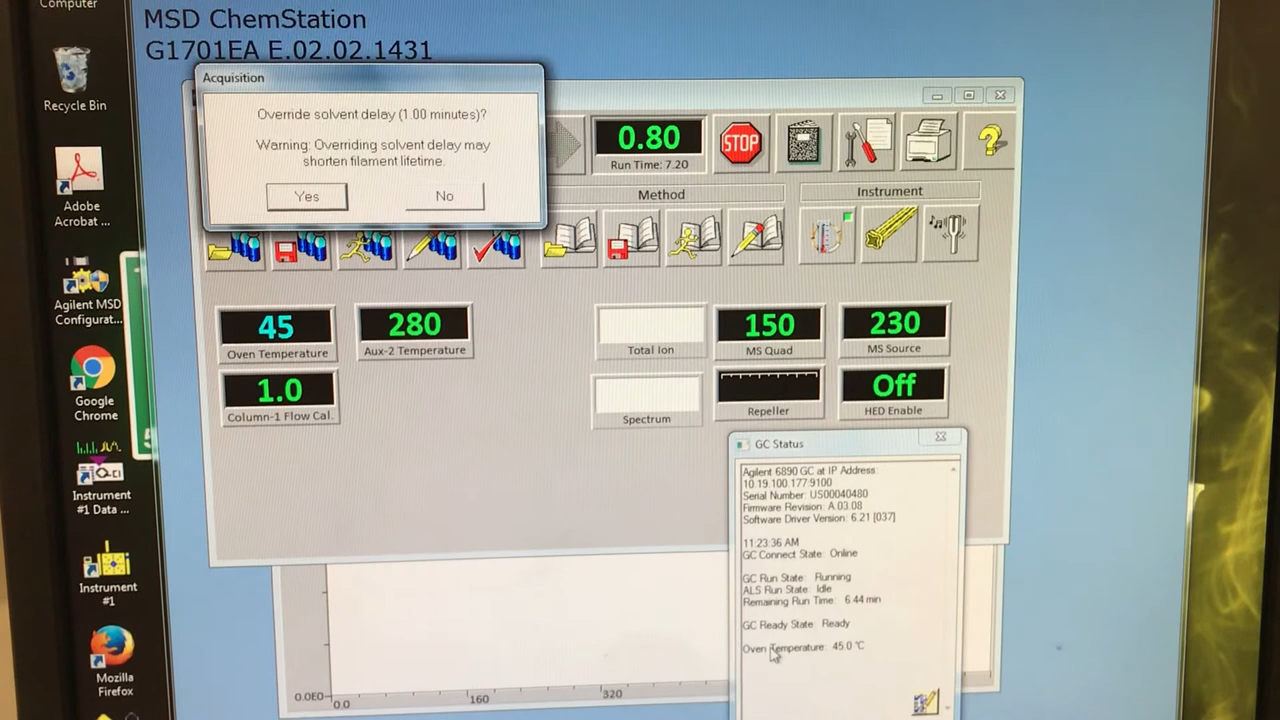 Computer
MSD ChemStation
G1701EA E.02.02.1431
Recycle Bin
Adobe
Acrobat ...
Agilent MSD
Configurat...
Google
Chrome
Instrument
#1 Data ...
Instrument
#1
Mozilla
Firefox
Acquisition
Override solvent delay (1.00 minutes)?
Warning: Overriding solvent delay may
shorten filament lifetime.
Yes
No
0.80
Run Time: 7.20
STOP
Method
Instrument
45
Oven Temperature
280
Aux-2 Temperature
Total Ion
150
MS Quad
230
MS Source
1.0
Column-1 Flow Cal.
Spectrum
Repeller
Off
HED Enable
GC Status
Agilent 6890 GC at IP Address:
10.19.100.177:9100
Serial Number: US00040480
Firmware Revision: A.03.08
Software Driver Version: 6.21 [037]
11:23:36 AM
GC Connect State: Online
GC Run State: Running
ALS Run State: Idle
Remaining Run Time: 6.44 min
GC Ready State: Ready
Oven Temperature: 45.0 °C
0.0E0
0.0
160
320